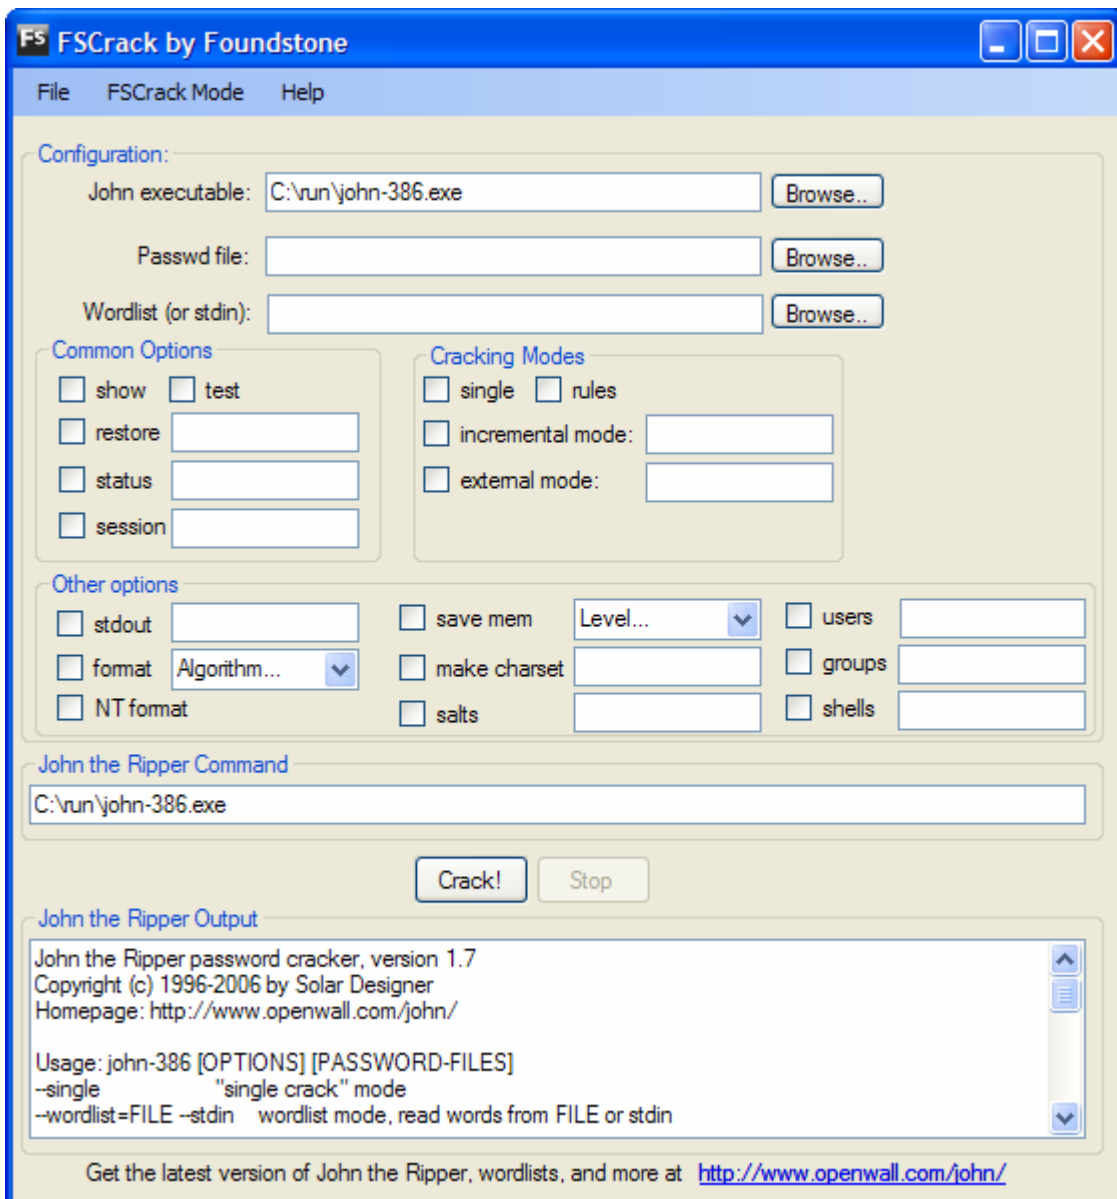 FS FSCrack by Foundstone
File FSCrack Mode Help
Configuration:
John executable: C:\run\john-386.exe Browse..
Passwd file: Browse..
Wordlist (or stdin): Browse..
Common Options
show test
restore
status
session
Cracking Modes
single rules
incremental mode:
external mode:
Other options
stdout
format Algorithm...
NT format
save mem Level...
make charset
salts
users
groups
shells
John the Ripper Command
C:\run\john-386.exe
Crack! Stop
John the Ripper Output
John the Ripper password cracker, version 1.7
Copyright (c) 1996-2006 by Solar Designer
Homepage: http://www.openwall.com/john/
Usage: john-386 [OPTIONS] [PASSWORD-FILES]
--single "single crack" mode
--wordlist=FILE --stdin wordlist mode, read words from FILE or stdin
Get the latest version of John the Ripper, wordlists, and more at http://www.openwall.com/john/